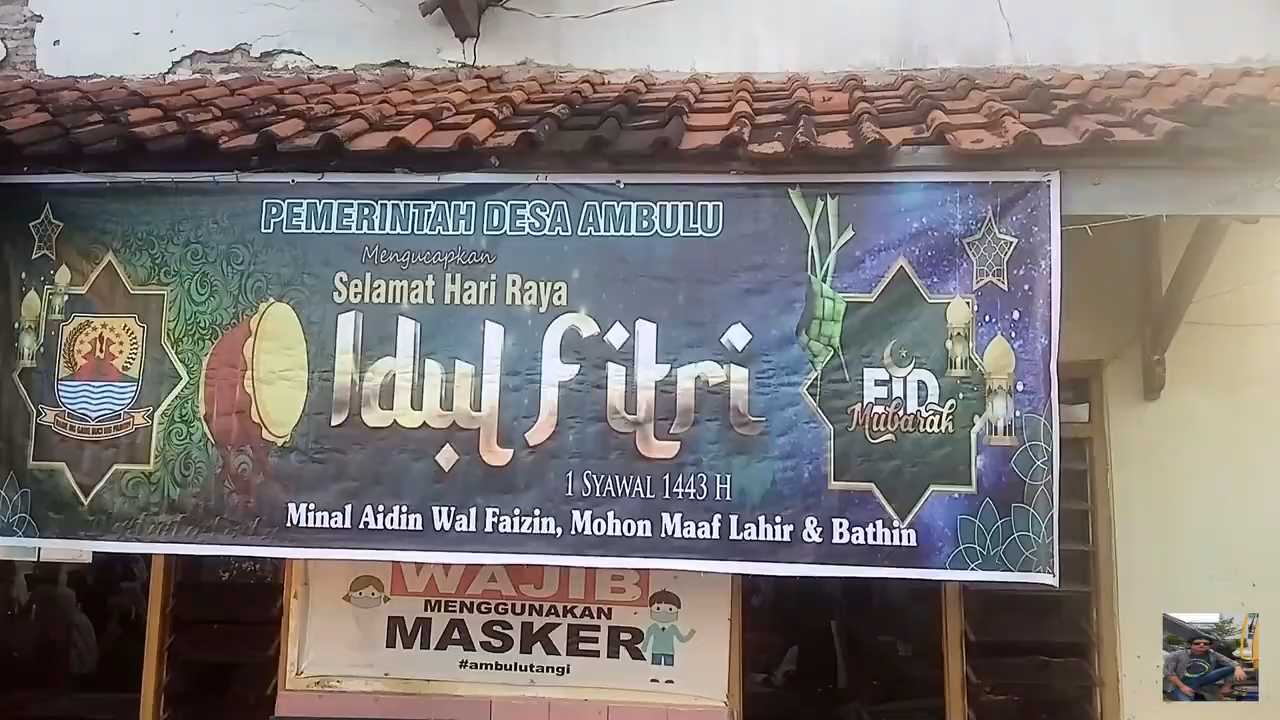 PEMERINTAH DESA AMBULU
Mengucapkan
Selamat Hari Raya
Idul Fitri
1 SYAWAL 1443 H
Minal Aidin Wal Faizin, Mohon Maaf Lahir & Bathin
EID
Mubarak
WAJIB
MENGGUNAKAN
MASKER
#ambulutangi